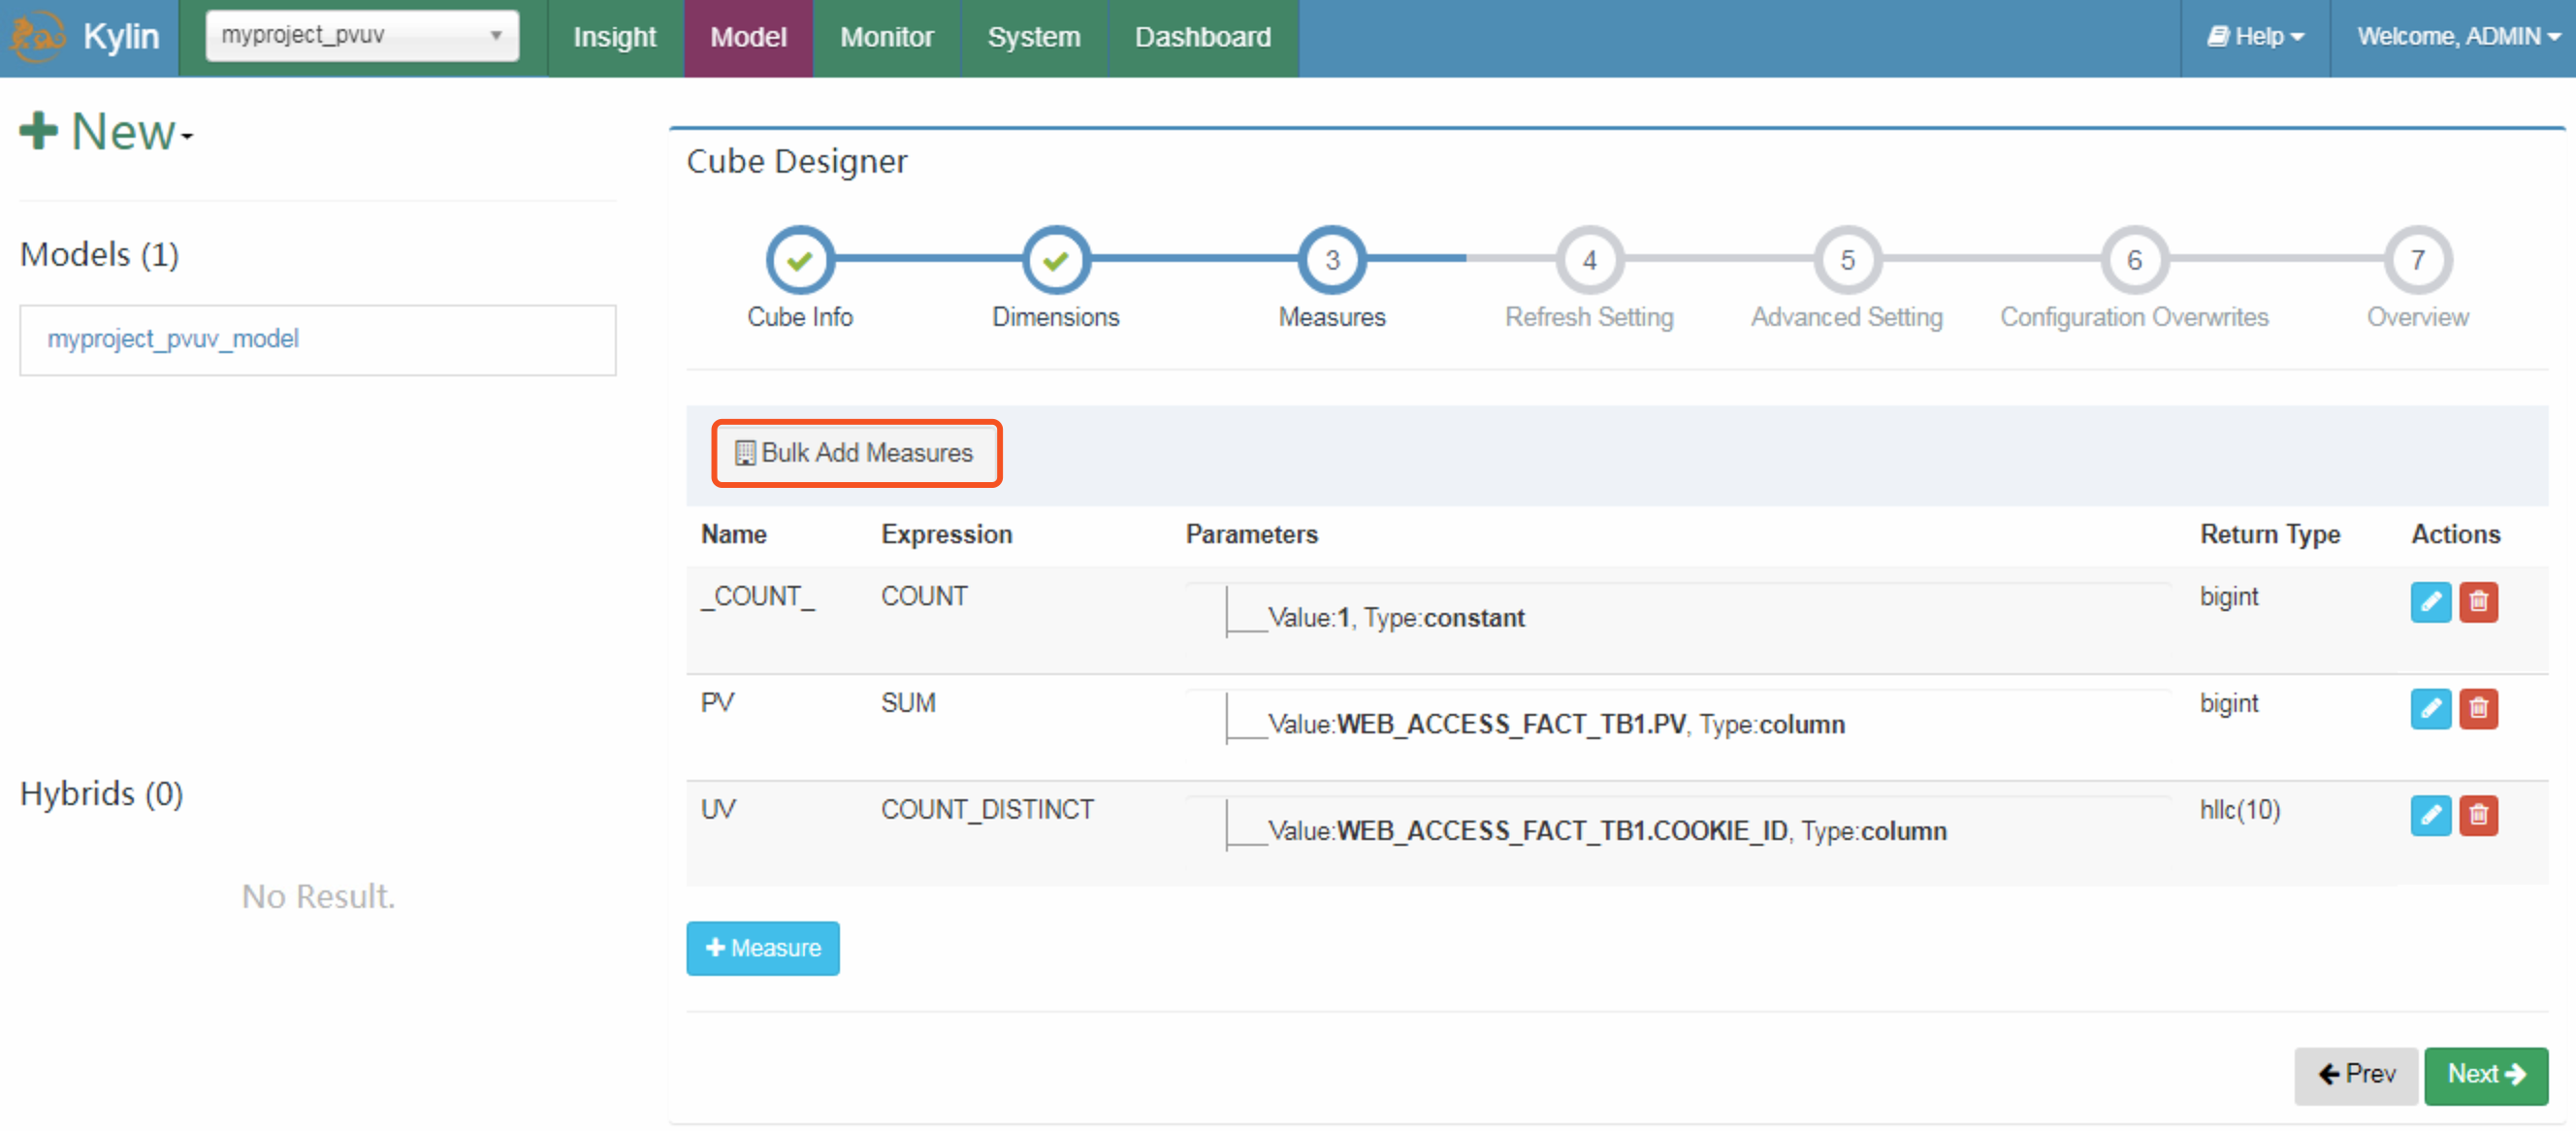 Kylin myproject_pvuv Insight Model Monitor System Dashboard Help Welcome, ADMIN
New
Models (1)
myproject_pvuv_model
Hybrids (0)
No Result.
Cube Designer
3 4 5 6 7
Cube Info Dimensions Measures Refresh Setting Advanced Setting Configuration Overwrites Overview
Bulk Add Measures
Name Expression Parameters Return Type Actions
_COUNT_ COUNT Value:1, Type:constant bigint
PV SUM Value:WEB_ACCESS_FACT_TB1.PV, Type:column bigint
UV COUNT_DISTINCT Value:WEB_ACCESS_FACT_TB1.COOKIE_ID, Type:column hllc(10)
Measure
Prev Next